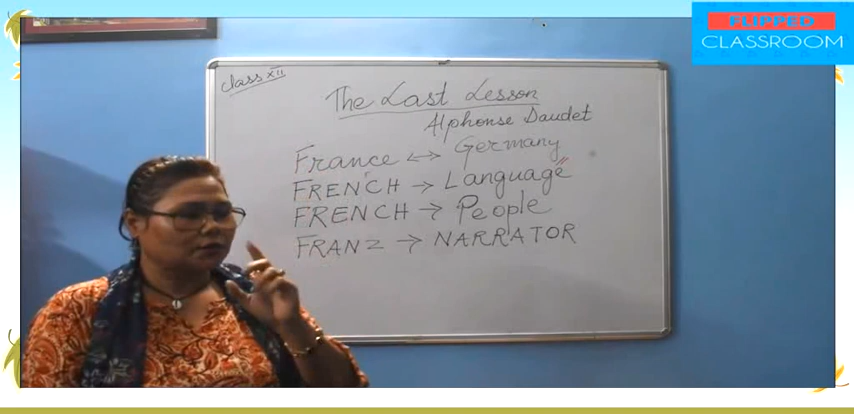 FLIPPED
CLASSROOM
Class XII
The Last Lesson
Alphonse Daudet
France ↔ Germany
FRENCH → Language
FRENCH → People
FRANZ → NARRATOR